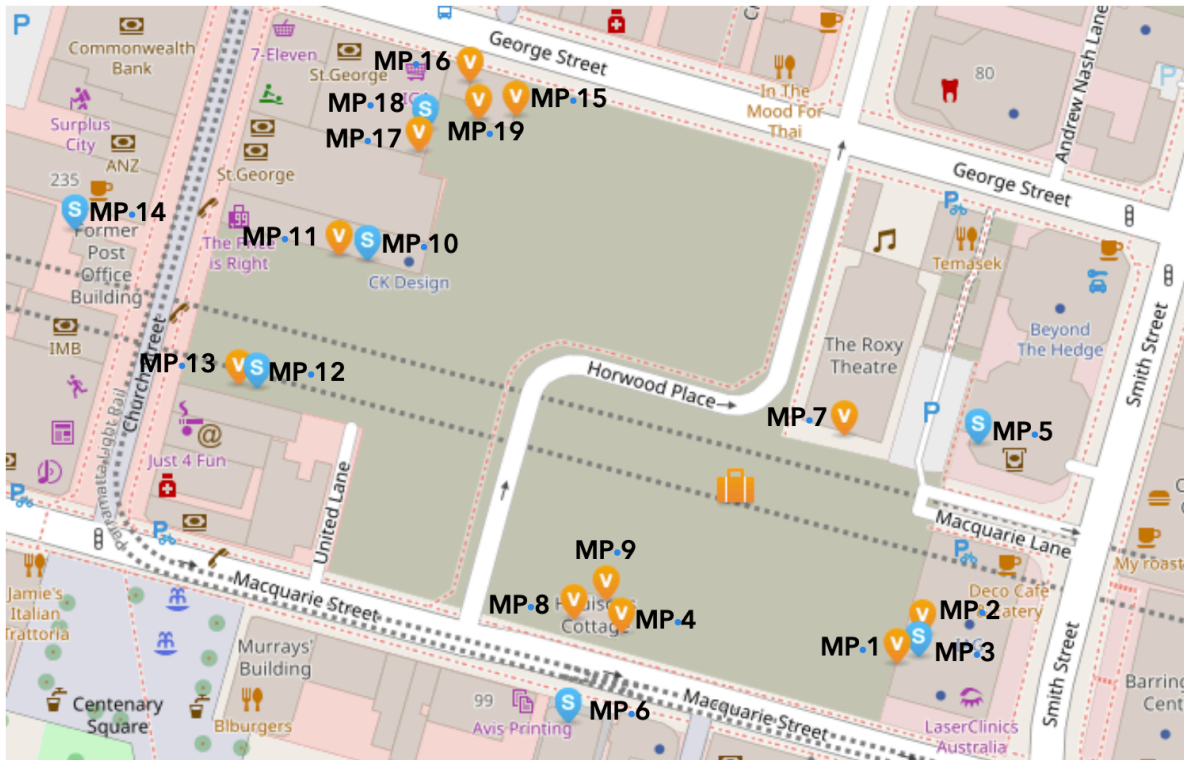 P
Commonwealth
Bank
7-Eleven
St.George
MP•16
V
George Street
MP•18
S
V
V
MP•15
MP•17
V
MP•19
In The
Mood For
Thai
80
P
Andrew Nash Lane
Surplus
City
ANZ
St.George
235
S
MP•14
Former
Post
Office
Building
MP•11
V
S
MP•10
The Price
is Right
99
CK Design
George Street
P
Temasek
Beyond
The Hedge
Smith Street
The Roxy
Theatre
IMB
MP•13
V
S
MP•12
Church Street
Parramatta Light Rail
Horwood Place
MP•7
V
P
S
MP•5
@
Just 4 Fun
United Lane
P
P
Macquarie Lane
P
Deco Cafe
Eatery
My roast
Jamie's
Italian
Trattoria
Macquarie Street
MP•9
V
MP•8
V
V
MP•4
Cottage
V
MP•2
MP•1
V
S
MP•3
Murrays'
Building
Centenary
Square
Blburgers
99
Avis Printing
S
MP•6
Macquarie Street
LaserClinics
Australia
Smith Street
Barring
Cent